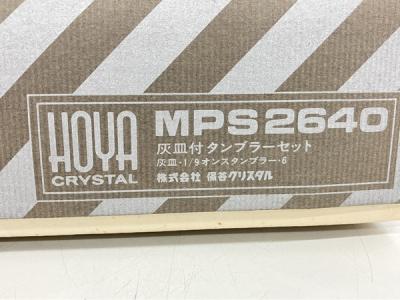 HOYA
CRYSTAL
MPS2640
灰皿付タンブラーセット
灰皿・1/9オンスタンブラー・6
株式会社 保谷クリスタル